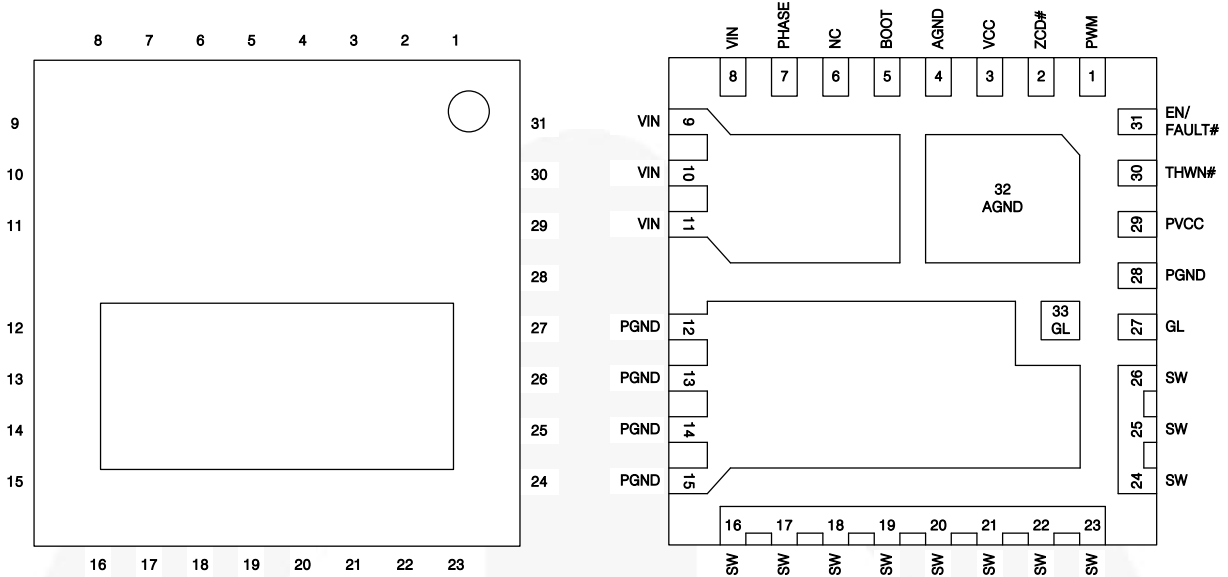 8 7 6 5 4 3 2 1
9 31
10 30
11 29
28
12 27
13 26
14 25
15 24
16 17 18 19 20 21 22 23
VIN PHASE NC BOOT AGND VCC ZCD# PWM
8 7 6 5 4 3 2 1
VIN 9 31 EN/
FAULT#
VIN 10 30 THWN#
32
AGND
VIN 11 29 PVCC
28 PGND
33
GL
PGND 12 27 GL
PGND 13 26 SW
PGND 14 25 SW
PGND 15 24 SW
16 17 18 19 20 21 22 23
SW SW SW SW SW SW SW SW